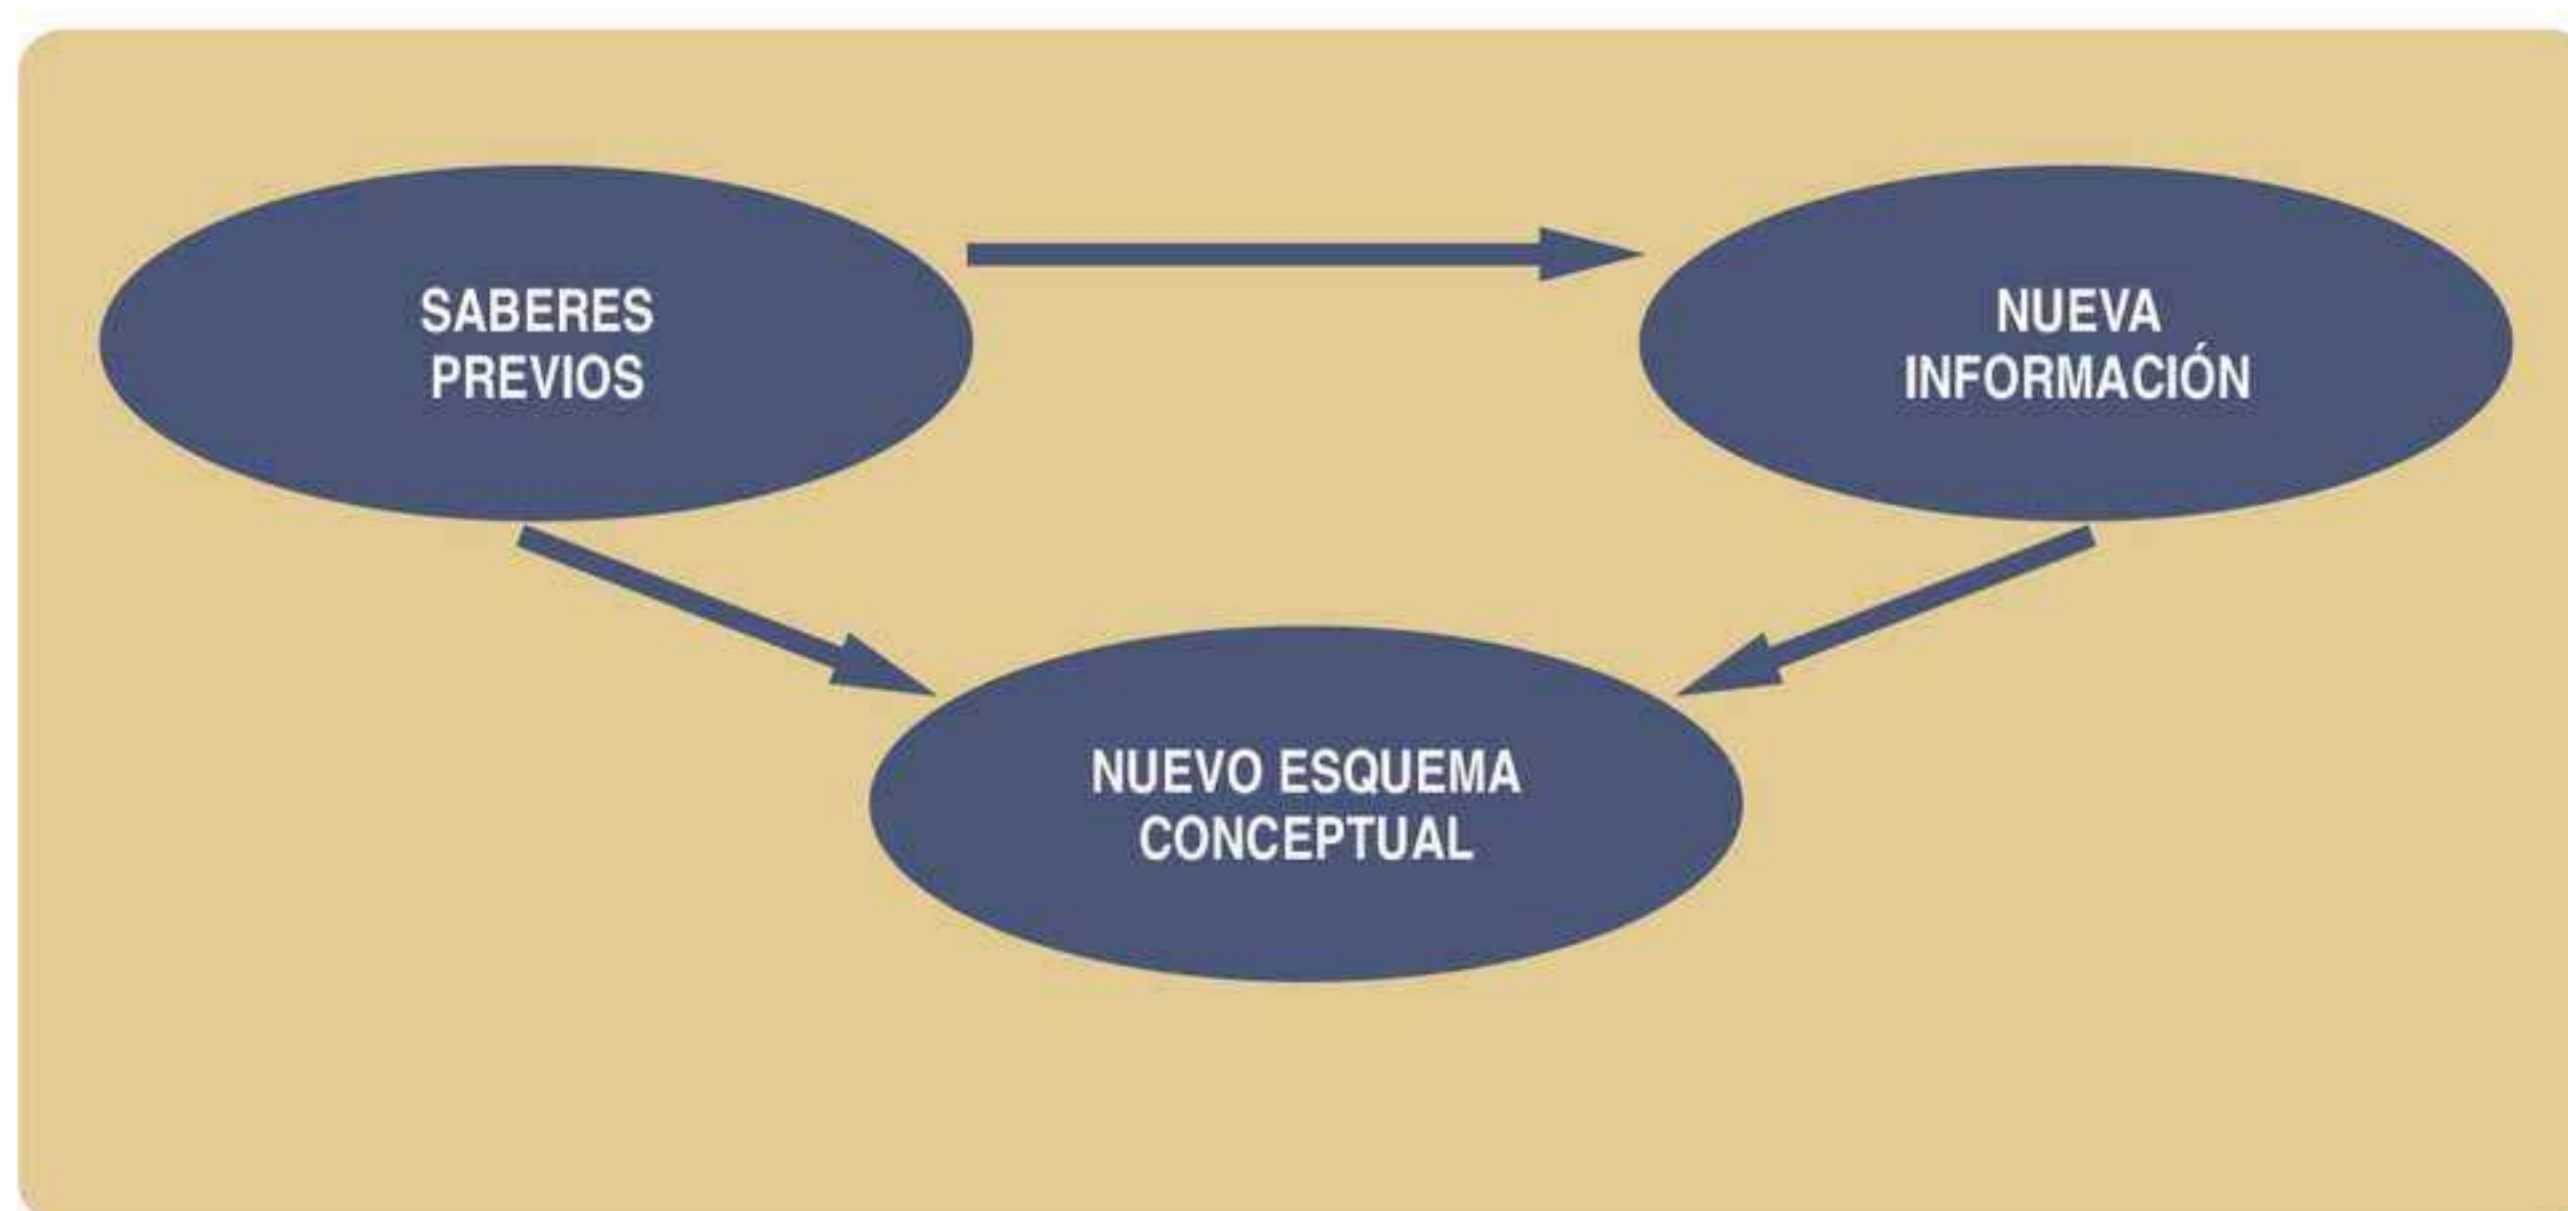 SABERES
PREVIOS
NUEVA
INFORMACIÓN
NUEVO ESQUEMA
CONCEPTUAL